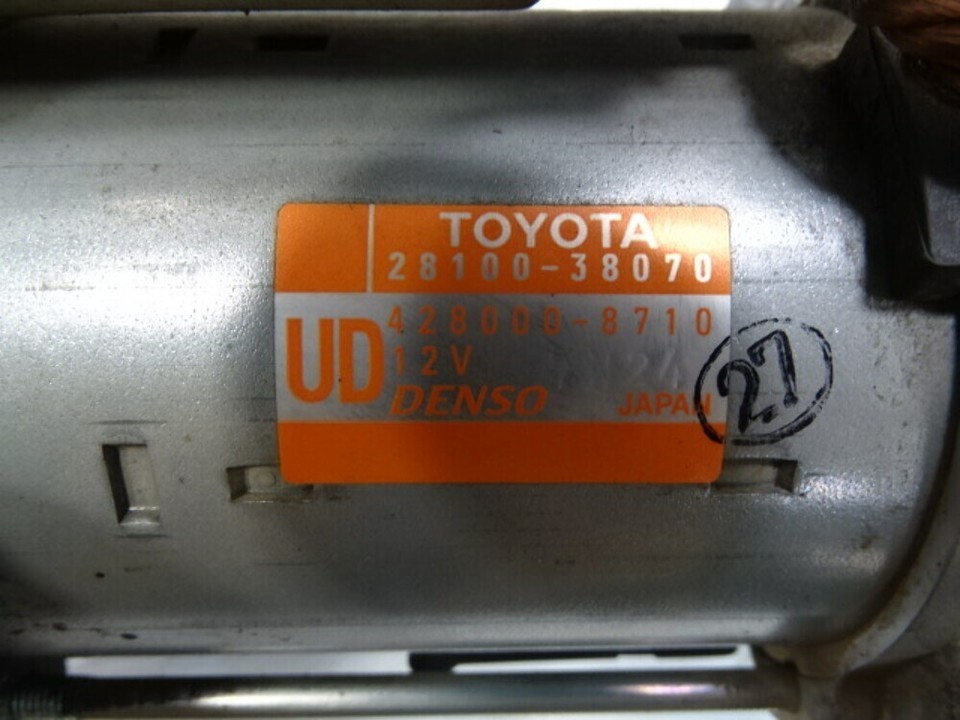 TOYOTA
28100-38070
UD
428000-8710
12V
DENSO JAPAN
27